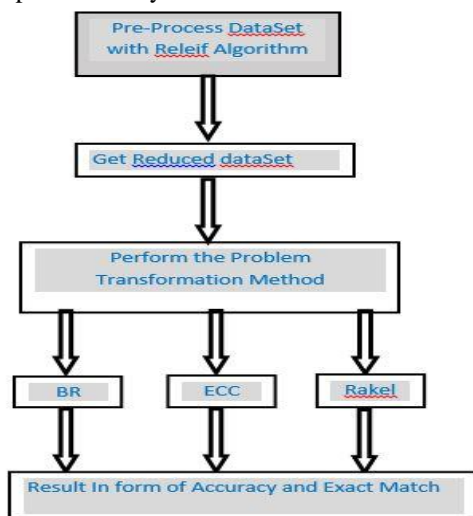 Pre-Process DataSet
with Releif Algorithm
Get Reduced dataSet
Perform the Problem
Transformation Method
BR
ECC
Rakel
Result In form of Accuracy and Exact Match